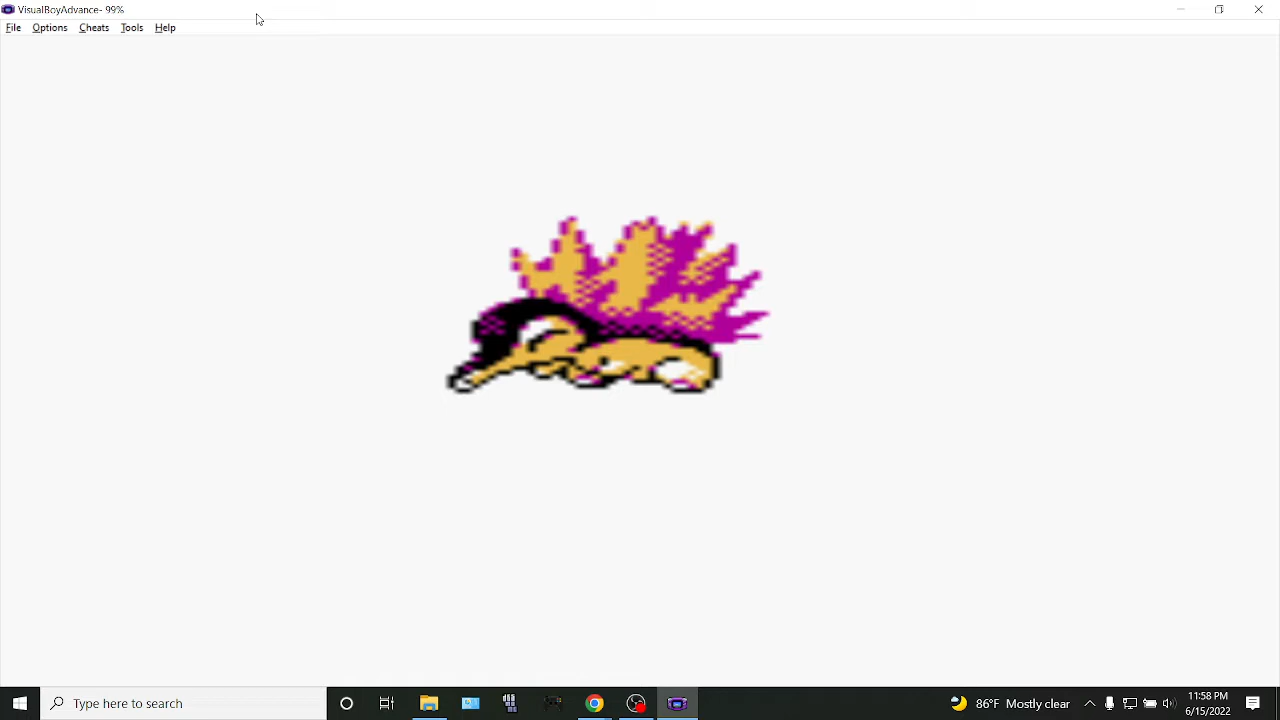 VisualBoyAdvance- 99%
File Options Cheats Tools Help
Type here to search
86°F Mostly clear
11:58 PM
6/15/2022